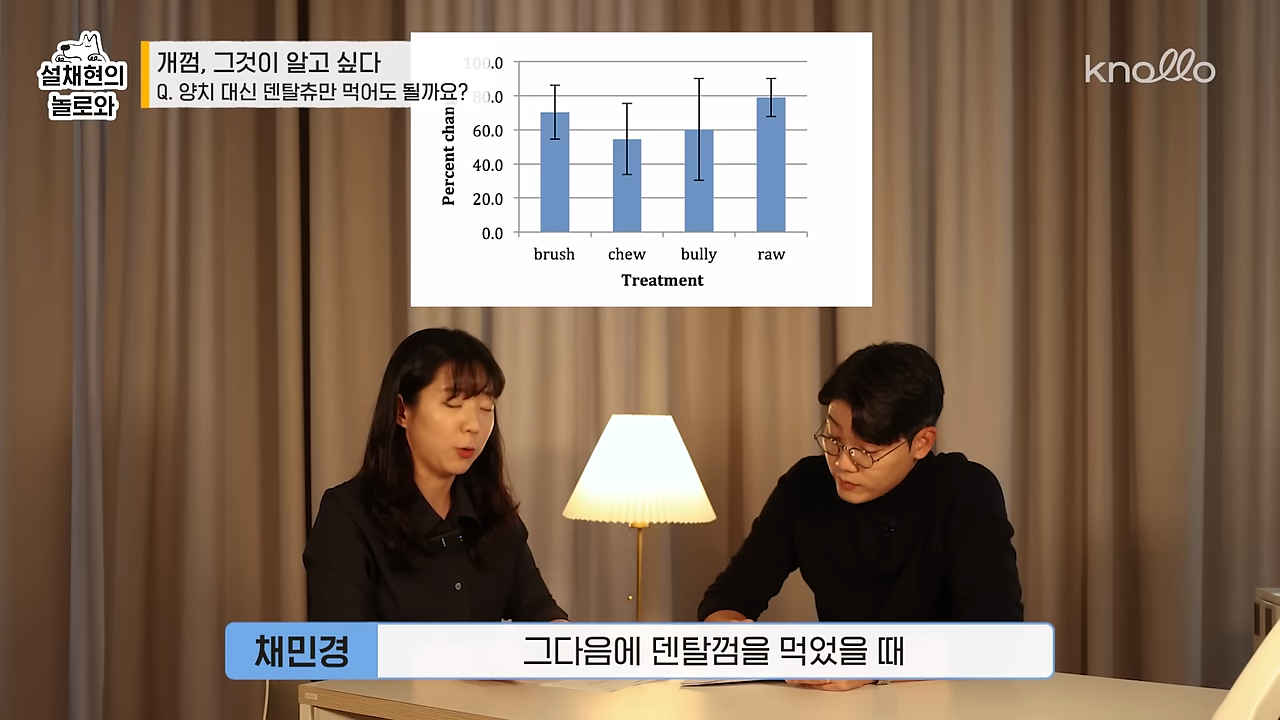 설채현의
놀로와
개껌, 그것이 알고 싶다
Q. 양치 대신 덴탈츄만 먹어도 될까요?
knollo
100.0
80.0
60.0
40.0
20.0
0.0
Percent chan
brush chew bully raw
Treatment
채민경
그다음에 덴탈껌을 먹었을 때